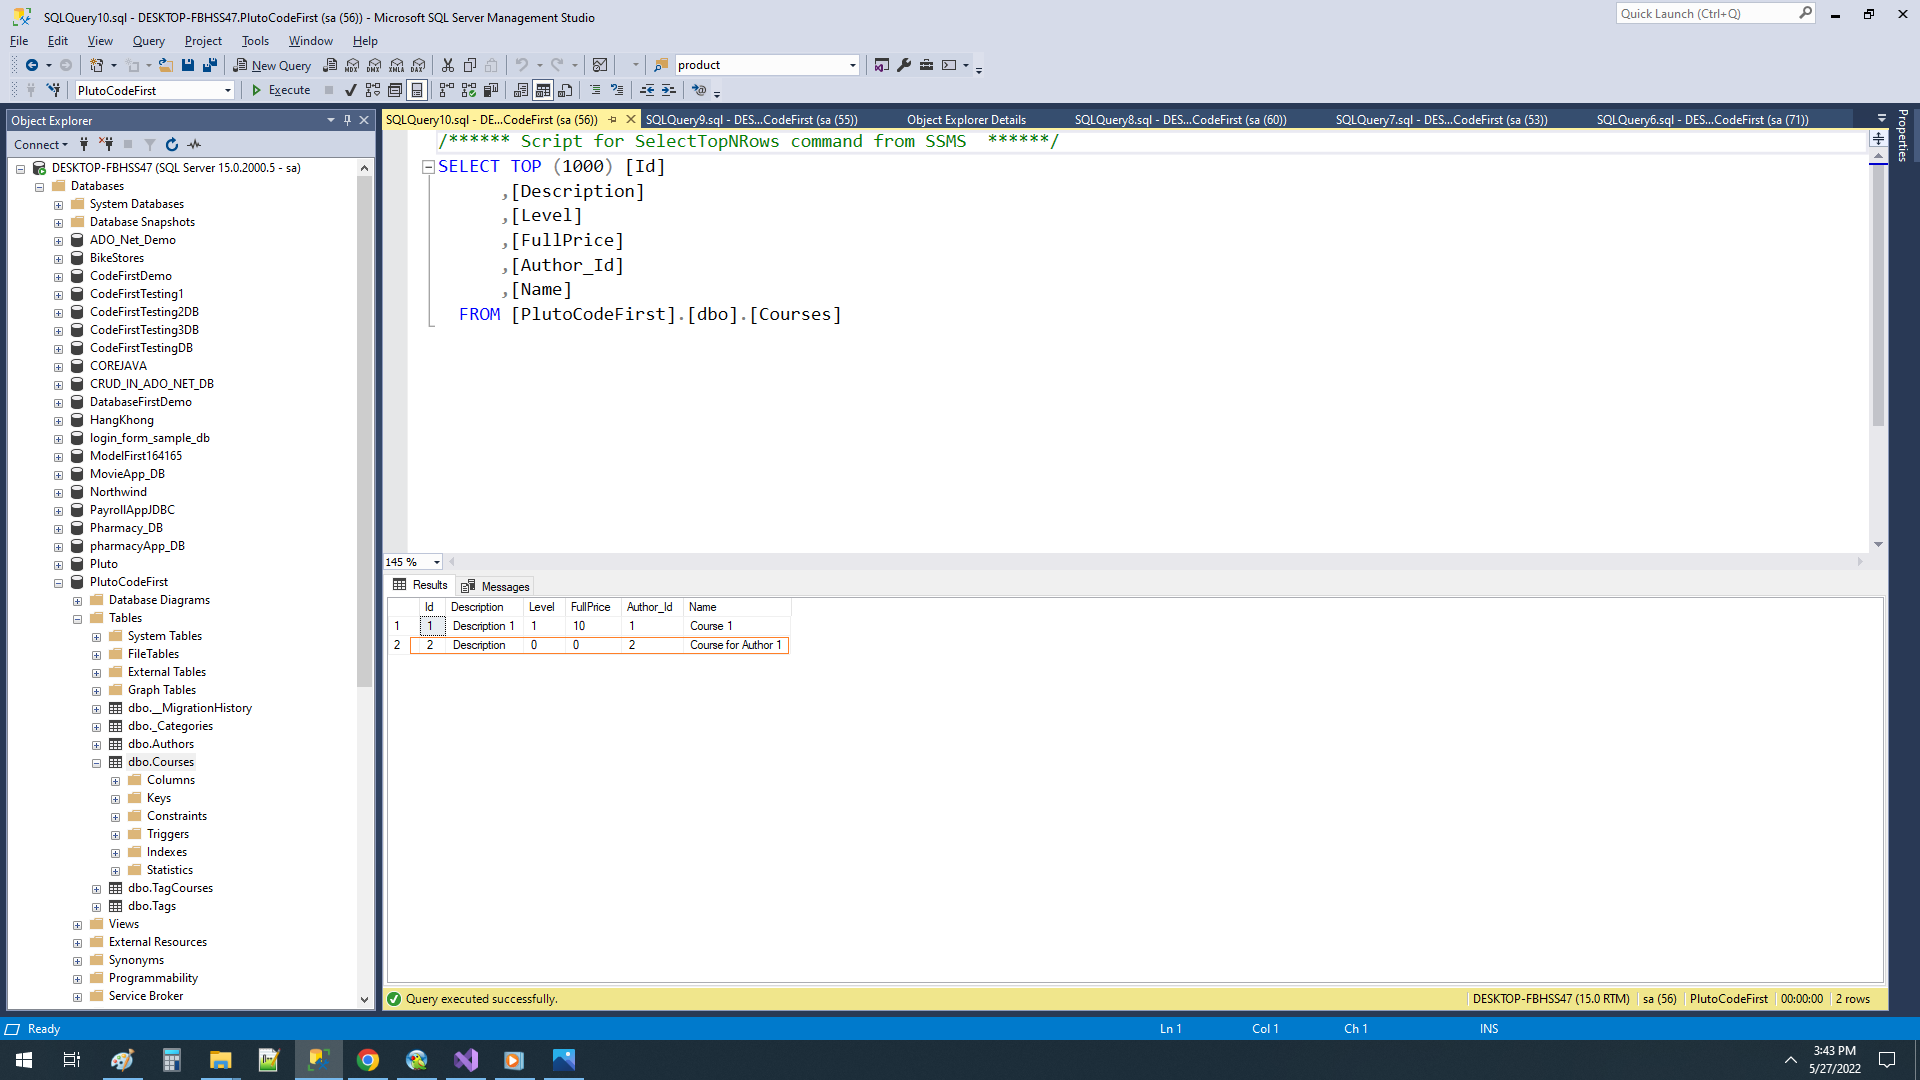 SQLQuery10.sql - DESKTOP-FBHSS47.PlutoCodeFirst (sa (56)) - Microsoft SQL Server Management Studio
Quick Launch (Ctrl+Q)
File Edit View Query Project Tools Window Help
New Query
MDX DMX XMLA DAX
product
PlutoCodeFirst
Execute
Object Explorer
SQLQuery10.sql - DE...CodeFirst (sa (56)) SQLQuery9.sql - DES...CodeFirst (sa (55)) Object Explorer Details SQLQuery8.sql - DES...CodeFirst (sa (60)) SQLQuery7.sql - DES...CodeFirst (sa (53)) SQLQuery6.sql - DES...CodeFirst (sa (71))
Properties
Connect
DESKTOP-FBHSS47 (SQL Server 15.0.2000.5 - sa)
Databases
System Databases
Database Snapshots
ADO_Net_Demo
BikeStores
CodeFirstDemo
CodeFirstTesting1
CodeFirstTesting2DB
CodeFirstTesting3DB
CodeFirstTestingDB
COREJAVA
CRUD_IN_ADO_NET_DB
DatabaseFirstDemo
HangKhong
login_form_sample_db
ModelFirst164165
MovieApp_DB
Northwind
PayrollAppJDBC
Pharmacy_DB
pharmacyApp_DB
Pluto
PlutoCodeFirst
Database Diagrams
Tables
System Tables
FileTables
External Tables
Graph Tables
dbo.__MigrationHistory
dbo._Categories
dbo.Authors
dbo.Courses
Columns
Keys
Constraints
Triggers
Indexes
Statistics
dbo.TagCourses
dbo.Tags
Views
External Resources
Synonyms
Programmability
Service Broker
/****** Script for SelectTopNRows command from SSMS ******/
SELECT TOP (1000) [Id]
,[Description]
,[Level]
,[FullPrice]
,[Author_Id]
,[Name]
FROM [PlutoCodeFirst].[dbo].[Courses]
145 %
Results Messages
Id Description Level FullPrice Author_Id Name
1 1 Description 1 1 10 1 Course 1
2 2 Description 0 0 2 Course for Author 1
Query executed successfully.
DESKTOP-FBHSS47 (15.0 RTM) sa (56) PlutoCodeFirst 00:00:00 2 rows
Ready
Ln 1 Col 1 Ch 1 INS
3:43 PM
5/27/2022